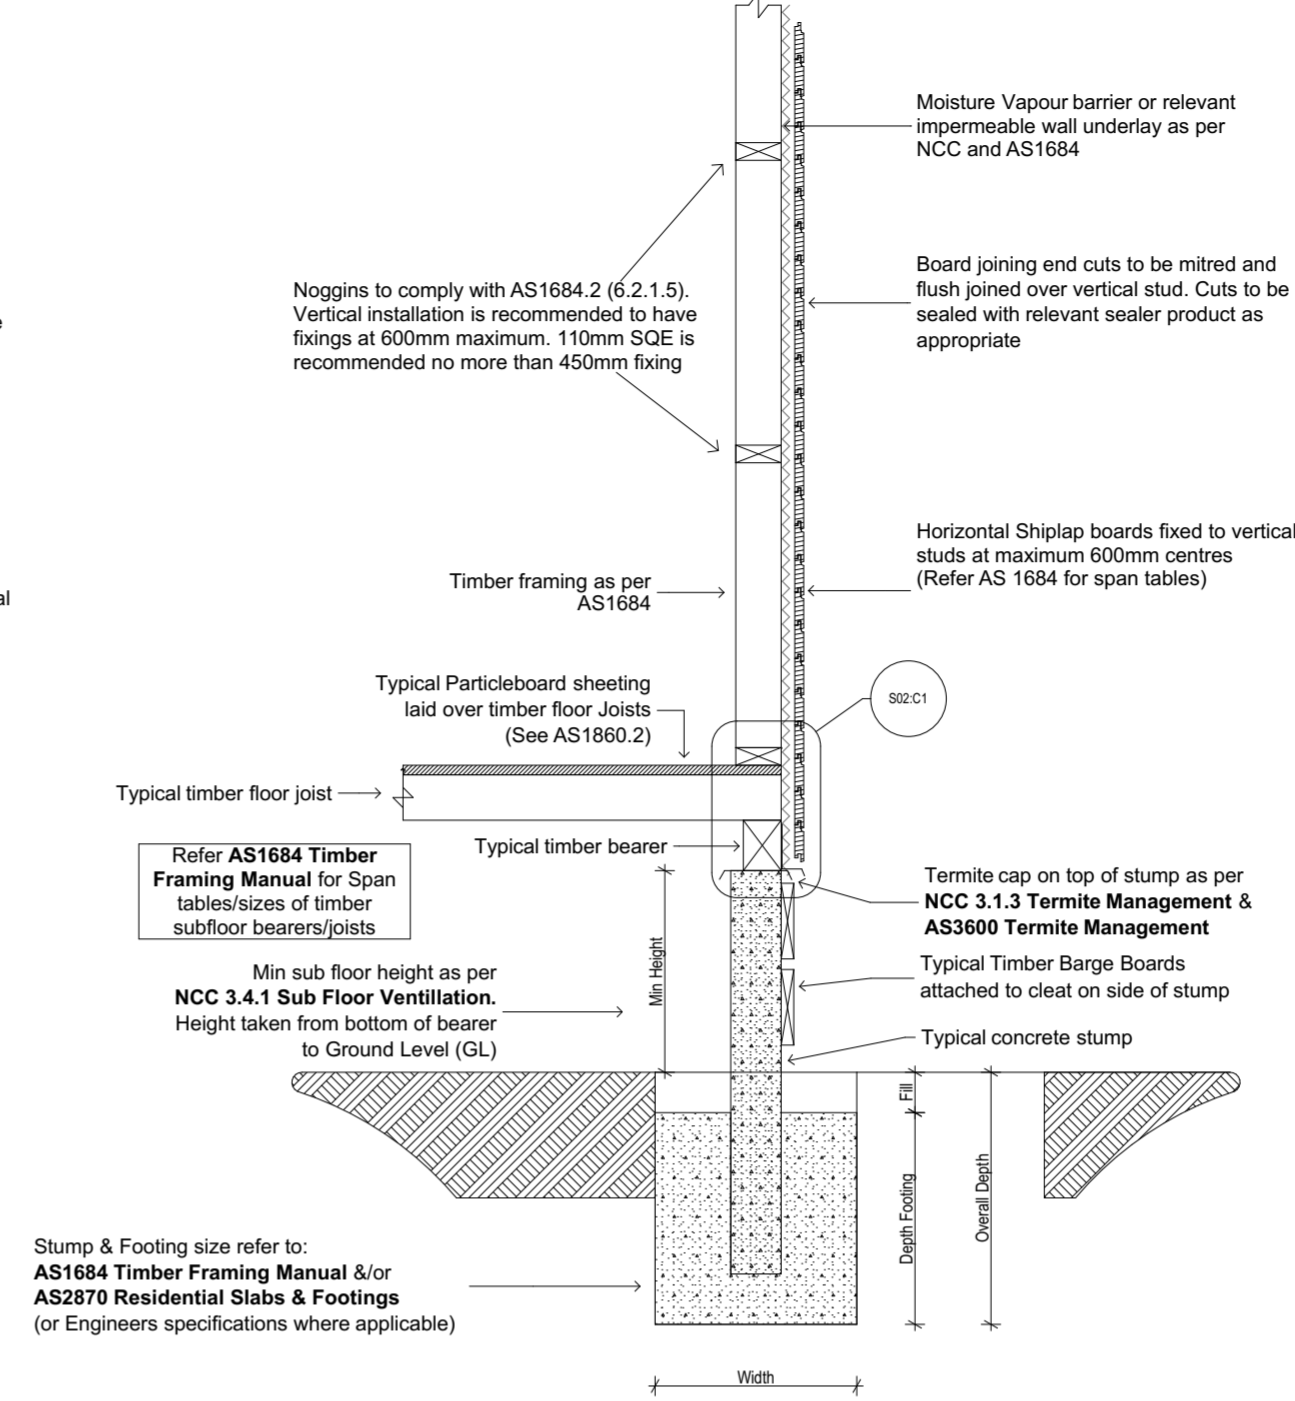 Moisture Vapour barrier or relevant
impermeable wall underlay as per
NCC and AS1684
Board joining end cuts to be mitred and
flush joined over vertical stud. Cuts to be
sealed with relevant sealer product as
appropriate
Noggins to comply with AS1684.2 (6.2.1.5).
Vertical installation is recommended to have
fixings at 600mm maximum. 110mm SQE is
recommended no more than 450mm fixing
e
Horizontal Shiplap boards fixed to vertical
studs at maximum 600mm centres
(Refer AS 1684 for span tables)
Timber framing as per
AS1684
al
Typical Particleboard sheeting
laid over timber floor Joists
(See AS1860.2)
S02:C1
Typical timber floor joist
Typical timber bearer
Refer AS1684 Timber
Framing Manual for Span
tables/sizes of timber
subfloor bearers/joists
Termite cap on top of stump as per
NCC 3.1.3 Termite Management &
AS3600 Termite Management
Min sub floor height as per
NCC 3.4.1 Sub Floor Ventillation.
Height taken from bottom of bearer
to Ground Level (GL)
Min Height
Typical Timber Barge Boards
attached to cleat on side of stump
Typical concrete stump
Fill
Depth Footing
Overall Depth
Stump & Footing size refer to:
AS1684 Timber Framing Manual &/or
AS2870 Residential Slabs & Footings
(or Engineers specifications where applicable)
Width